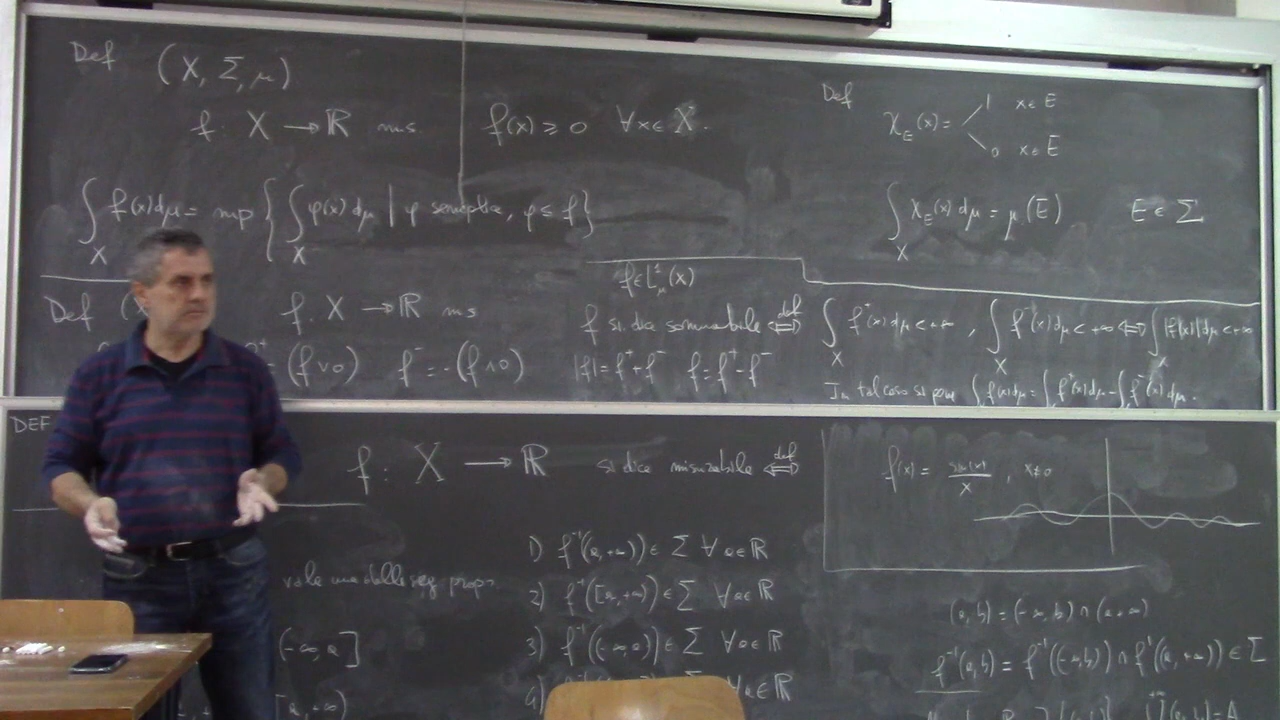 Def (X, Σ, μ)
f: X → ℝ mis. f(x) ≥ 0 ∀x∈X.
∫_X f(x)dμ = sup { ∫_X φ(x)dμ | φ semplice, φ ≤ f }
Def
χ_E(x) = 1 x∈E
0 x∉E
∫_X χ_E(x)dμ = μ(E) E ∈ Σ
Def (X f: X → ℝ mis
= (f∨0) f⁻ = -(f∧0)
f∈L¹_μ(X)
f si dice sommabile ⇔def ∫_X f⁺(x)dμ < +∞, ∫_X f⁻(x)dμ < +∞ ⇔ ∫_X |f(x)|dμ < +∞
|f| = f⁺ + f⁻ f = f⁺ - f⁻
In tal caso si pone ∫ f(x)dμ = ∫ f⁺(x)dμ - ∫ f⁻(x)dμ.
DEF f: X → ℝ si dice misurabile ⇔def
vale una delle seg. propr.
1) f⁻¹((a,+∞)) ∈ Σ ∀a∈ℝ
2) f⁻¹([a,+∞)) ∈ Σ ∀a∈ℝ
3) f⁻¹((-∞,a)) ∈ Σ ∀a∈ℝ
4) ∀a∈ℝ
(-∞, a]
[a, +∞)
f(x) = sin(x)/x , x≠0
(a,b) = (-∞,b) ∩ (a,+∞)
f⁻¹(a,b) = f⁻¹((-∞,b)) ∩ f⁻¹((a,+∞)) ∈ Σ